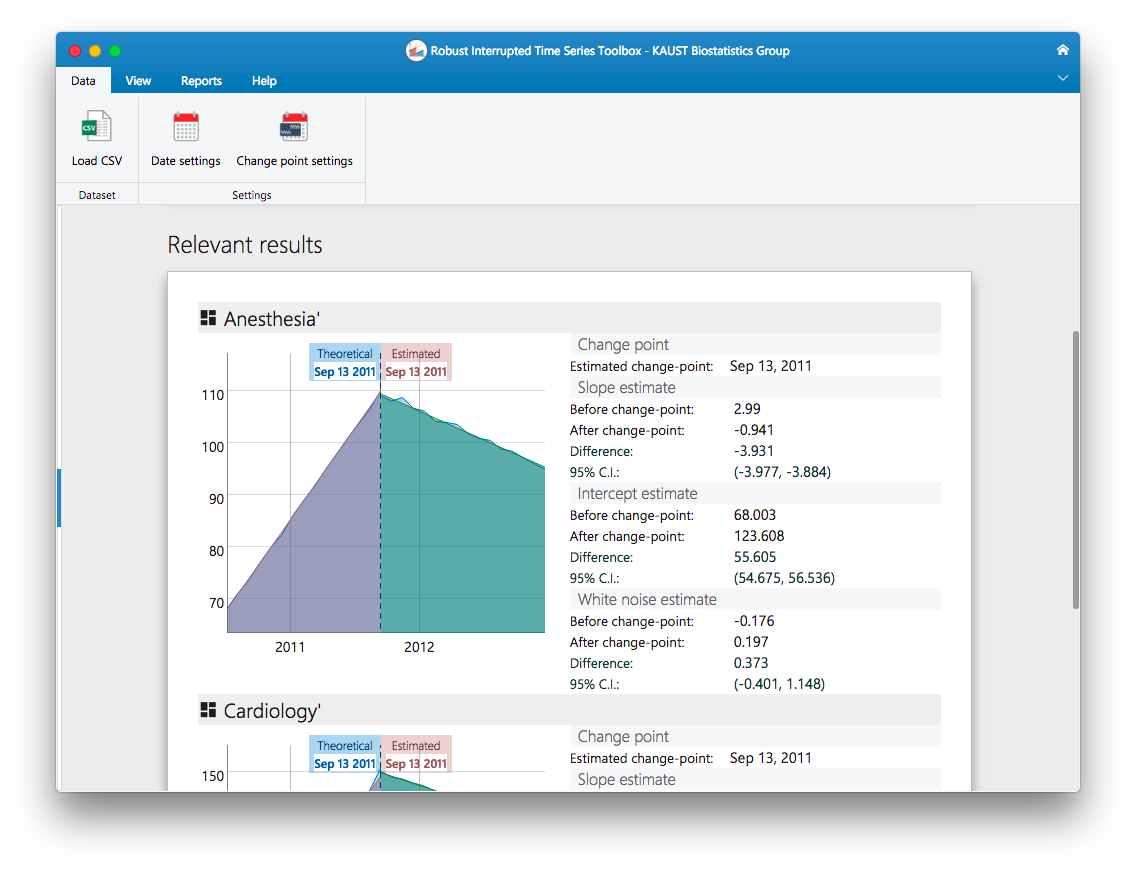 Robust Interrupted Time Series Toolbox - KAUST Biostatistics Group
Data View Reports Help
CSV
Load CSV Date settings Change point settings
Dataset Settings
Relevant results
Anesthesia'
Theoretical Estimated
Sep 13 2011 Sep 13 2011
110
100
90
80
70
2011 2012
Change point
Estimated change-point: Sep 13, 2011
Slope estimate
Before change-point: 2.99
After change-point: -0.941
Difference: -3.931
95% C.I.: (-3.977, -3.884)
Intercept estimate
Before change-point: 68.003
After change-point: 123.608
Difference: 55.605
95% C.I.: (54.675, 56.536)
White noise estimate
Before change-point: -0.176
After change-point: 0.197
Difference: 0.373
95% C.I.: (-0.401, 1.148)
Cardiology'
Theoretical Estimated
Sep 13 2011 Sep 13 2011
150
Change point
Estimated change-point: Sep 13, 2011
Slope estimate